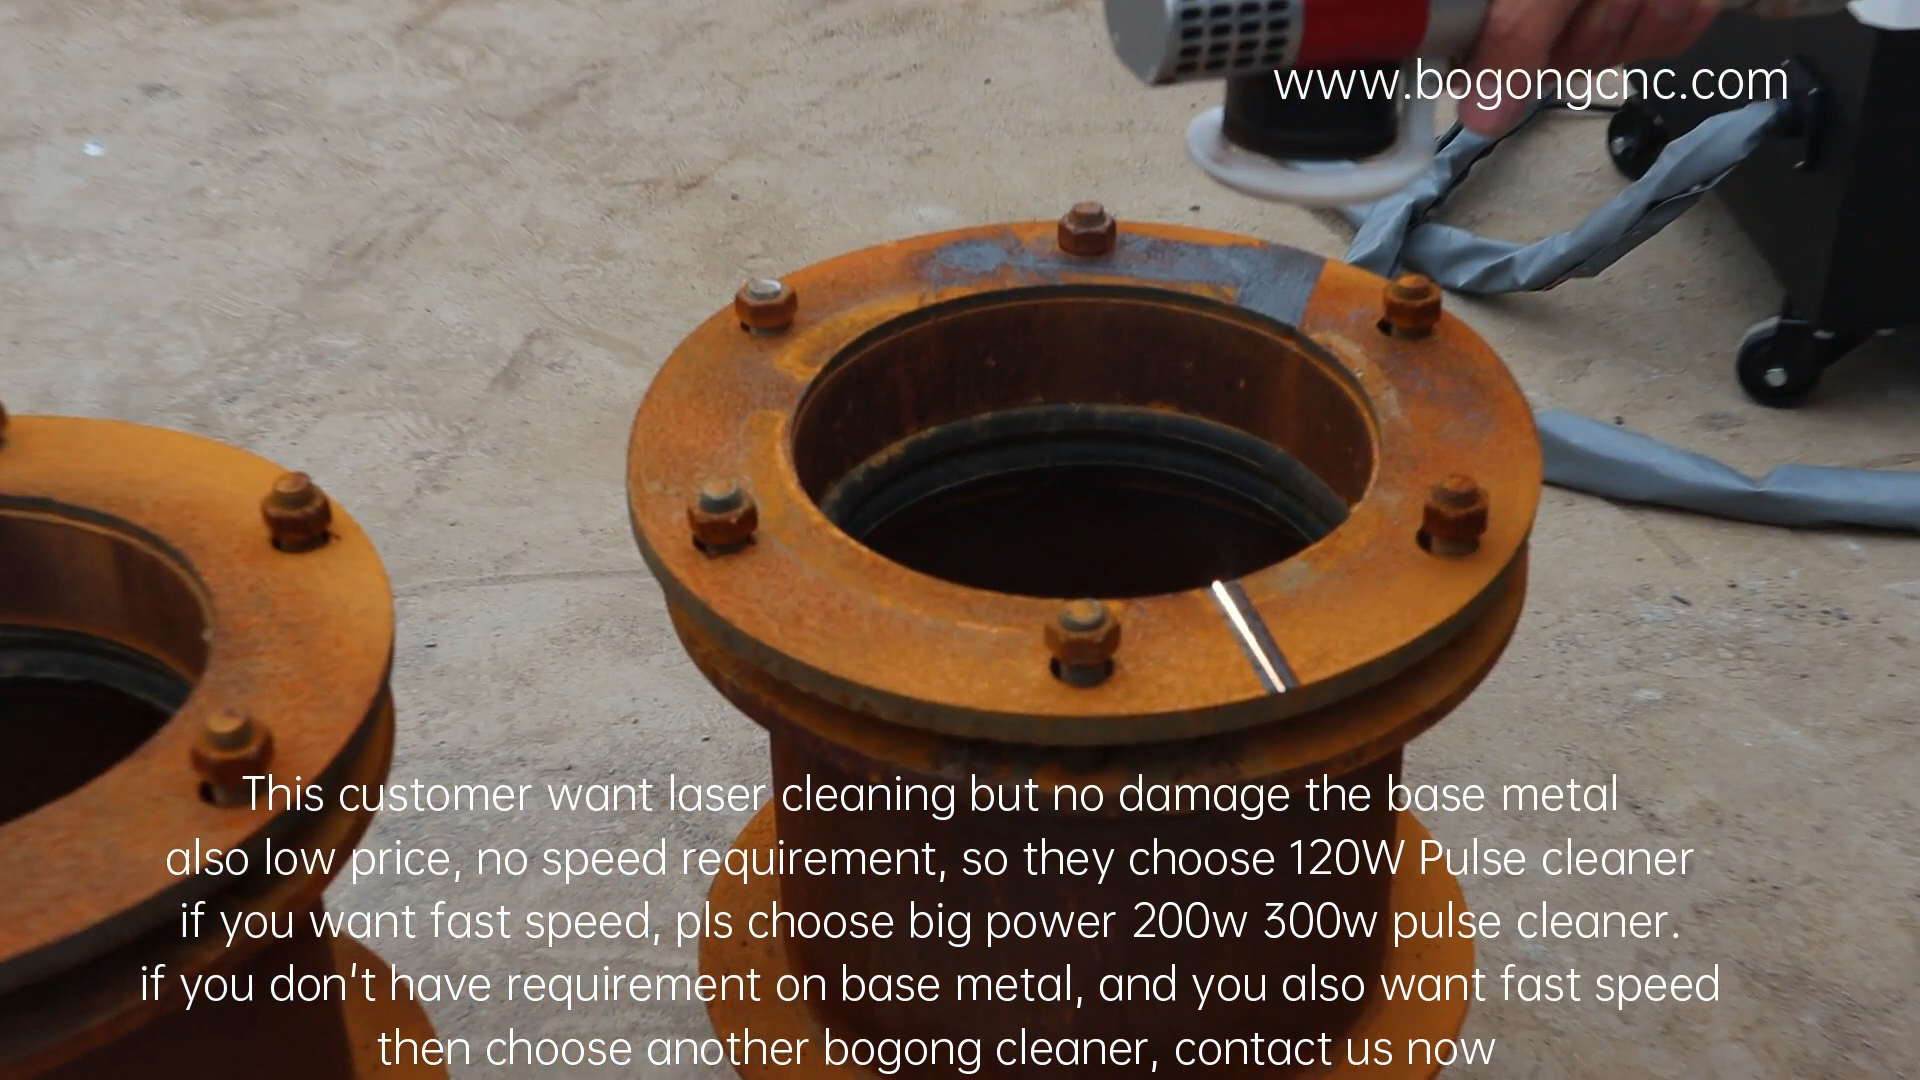 www.bogongcnc.com
This customer want laser cleaning but no damage the base metal
also low price, no speed requirement, so they choose 120W Pulse cleaner
if you want fast speed, pls choose big power 200w 300w pulse cleaner.
if you don't have requirement on base metal, and you also want fast speed
then choose another bogong cleaner, contact us now